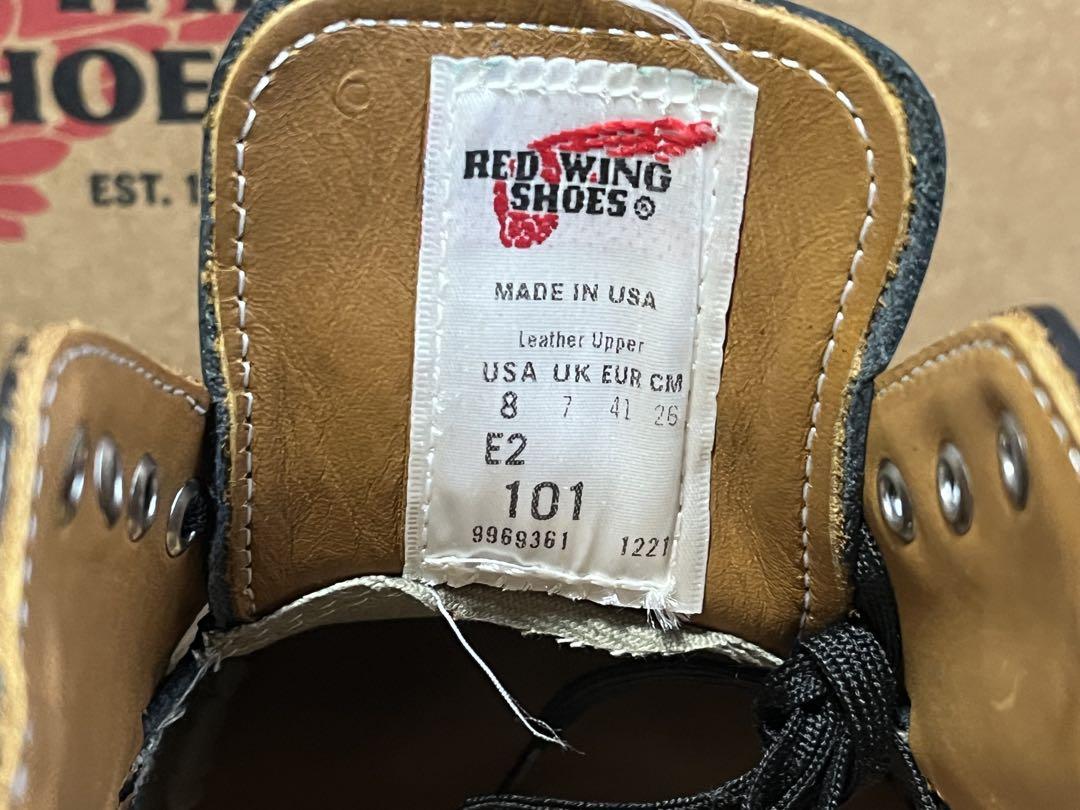 HOE
EST. 1
RED WING
SHOES®
MADE IN USA
Leather Upper
USA UK EUR CM
8 7 41 26
E2
101
9969361 1221